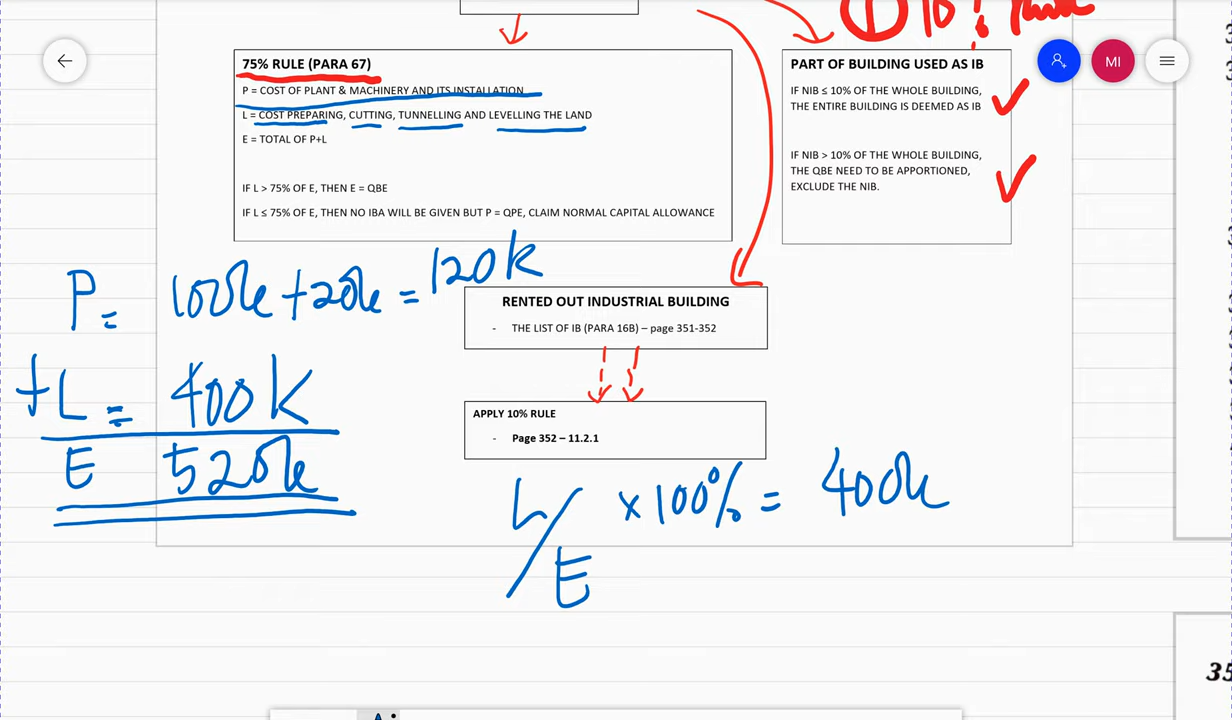 10
75% RULE (PARA 67)
P = COST OF PLANT & MACHINERY AND ITS INSTALLATION
L = COST PREPARING, CUTTING, TUNNELLING AND LEVELLING THE LAND
E = TOTAL OF P+L
IF L > 75% OF E, THEN E = QBE
IF L ≤ 75% OF E, THEN NO IBA WILL BE GIVEN BUT P = QPE, CLAIM NORMAL CAPITAL ALLOWANCE
PART OF BUILDING USED AS IB
IF NIB ≤ 10% OF THE WHOLE BUILDING,
THE ENTIRE BUILDING IS DEEMED AS IB
IF NIB > 10% OF THE WHOLE BUILDING,
THE QBE NEED TO BE APPORTIONED,
EXCLUDE THE NIB.
MI
P = 100k + 20k = 120k
+ L = 400k
E 520k
RENTED OUT INDUSTRIAL BUILDING
- THE LIST OF IB (PARA 16B) – page 351-352
APPLY 10% RULE
- Page 352 – 11.2.1
L/E × 100% = 400k
35
A